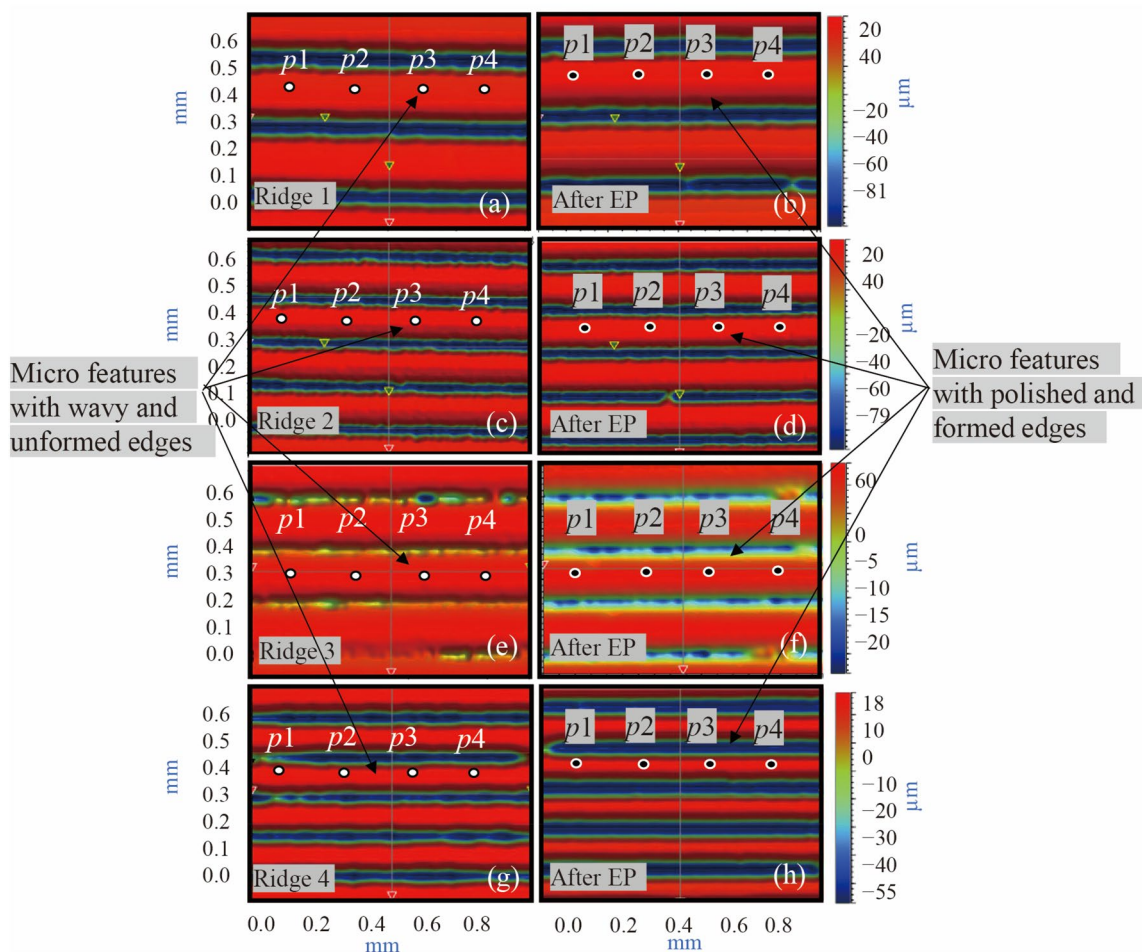 0.6
0.5
0.4
0.3
0.2
0.1
0.0
mm
p1 p2 p3 p4
Ridge 1
(a)
p1 p2 p3 p4
After EP
(b)
20
40
−20
−60
−81
µm
0.6
0.5
0.4
0.3
0.2
0.1
0.0
mm
p1 p2 p3 p4
Ridge 2
(c)
p1 p2 p3 p4
After EP
(d)
20
40
−20
−40
−60
−79
µm
Micro features
with wavy and
unformed edges
Micro features
with polished and
formed edges
0.6
0.5
0.4
0.3
0.2
0.1
0.0
mm
p1 p2 p3 p4
Ridge 3
(e)
p1 p2 p3 p4
After EP
(f)
60
0
−5
−10
−15
−20
µm
0.6
0.5
0.4
0.3
0.2
0.1
0.0
mm
p1 p2 p3 p4
Ridge 4
(g)
p1 p2 p3 p4
After EP
(h)
18
10
0
−10
−20
−30
−40
−55
µm
0.0 0.2 0.4 0.6 0.8
mm
0.0 0.2 0.4 0.6 0.8
mm